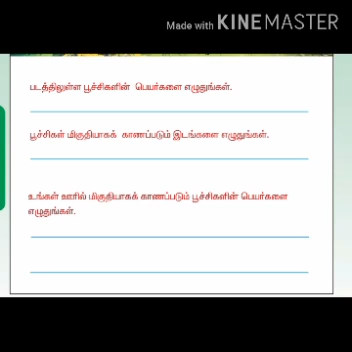 Made with KINEMASTER
படத்திலுள்ள பூச்சிகளின் பெயர்களை எழுதுங்கள்.
பூச்சிகள் மிகுதியாகக் காணப்படும் இடங்களை எழுதுங்கள்.
உங்கள் ஊரில் மிகுதியாகக் காணப்படும் பூச்சிகளின் பெயர்களை
எழுதுங்கள்.